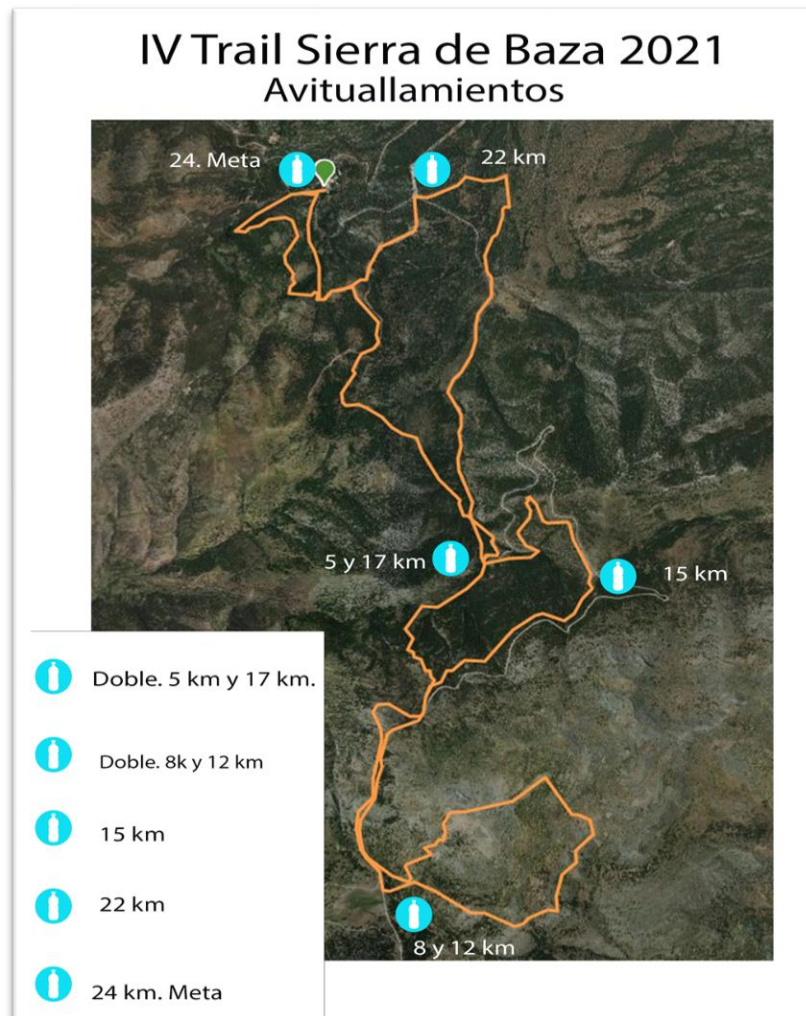 IV Trail Sierra de Baza 2021
Avituallamientos
24. Meta
22 km
5 y 17 km
15 km
8 y 12 km
Doble. 5 km y 17 km.
Doble. 8k y 12 km
15 km
22 km
24 km. Meta